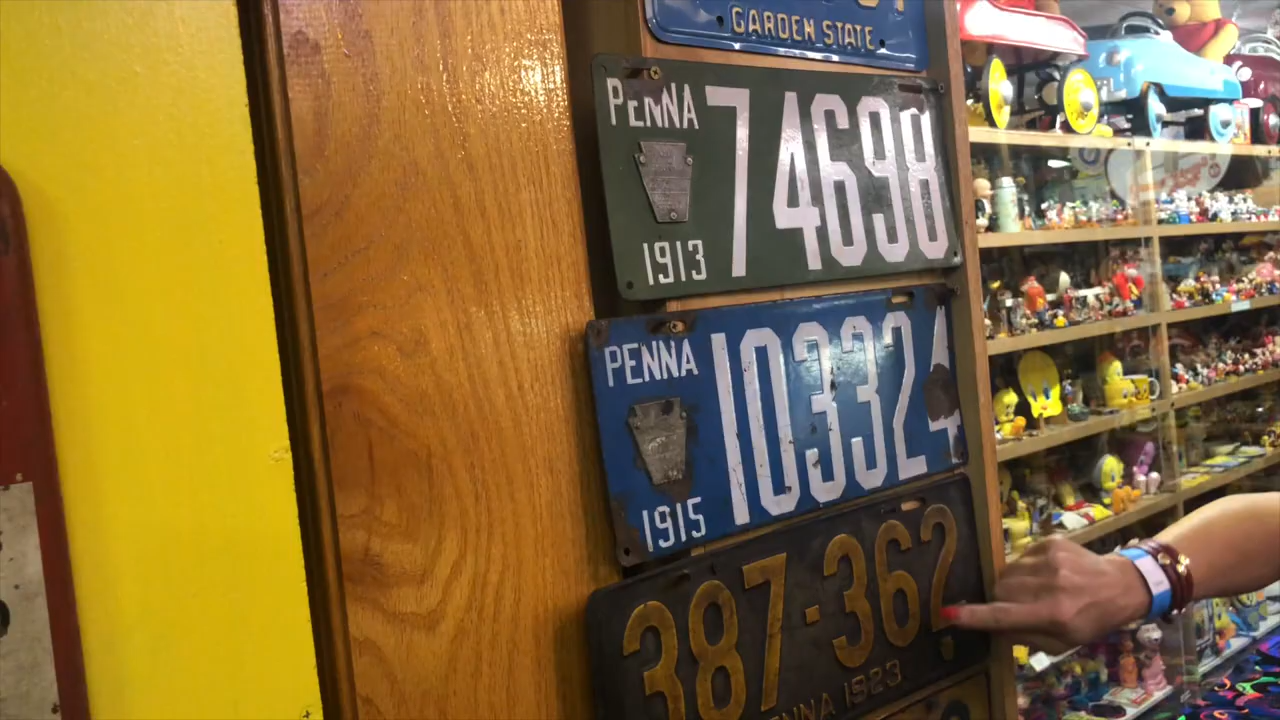 GARDEN STATE
PENNA
74698
1913
PENNA
103324
1915
387-362
PENNA 1923